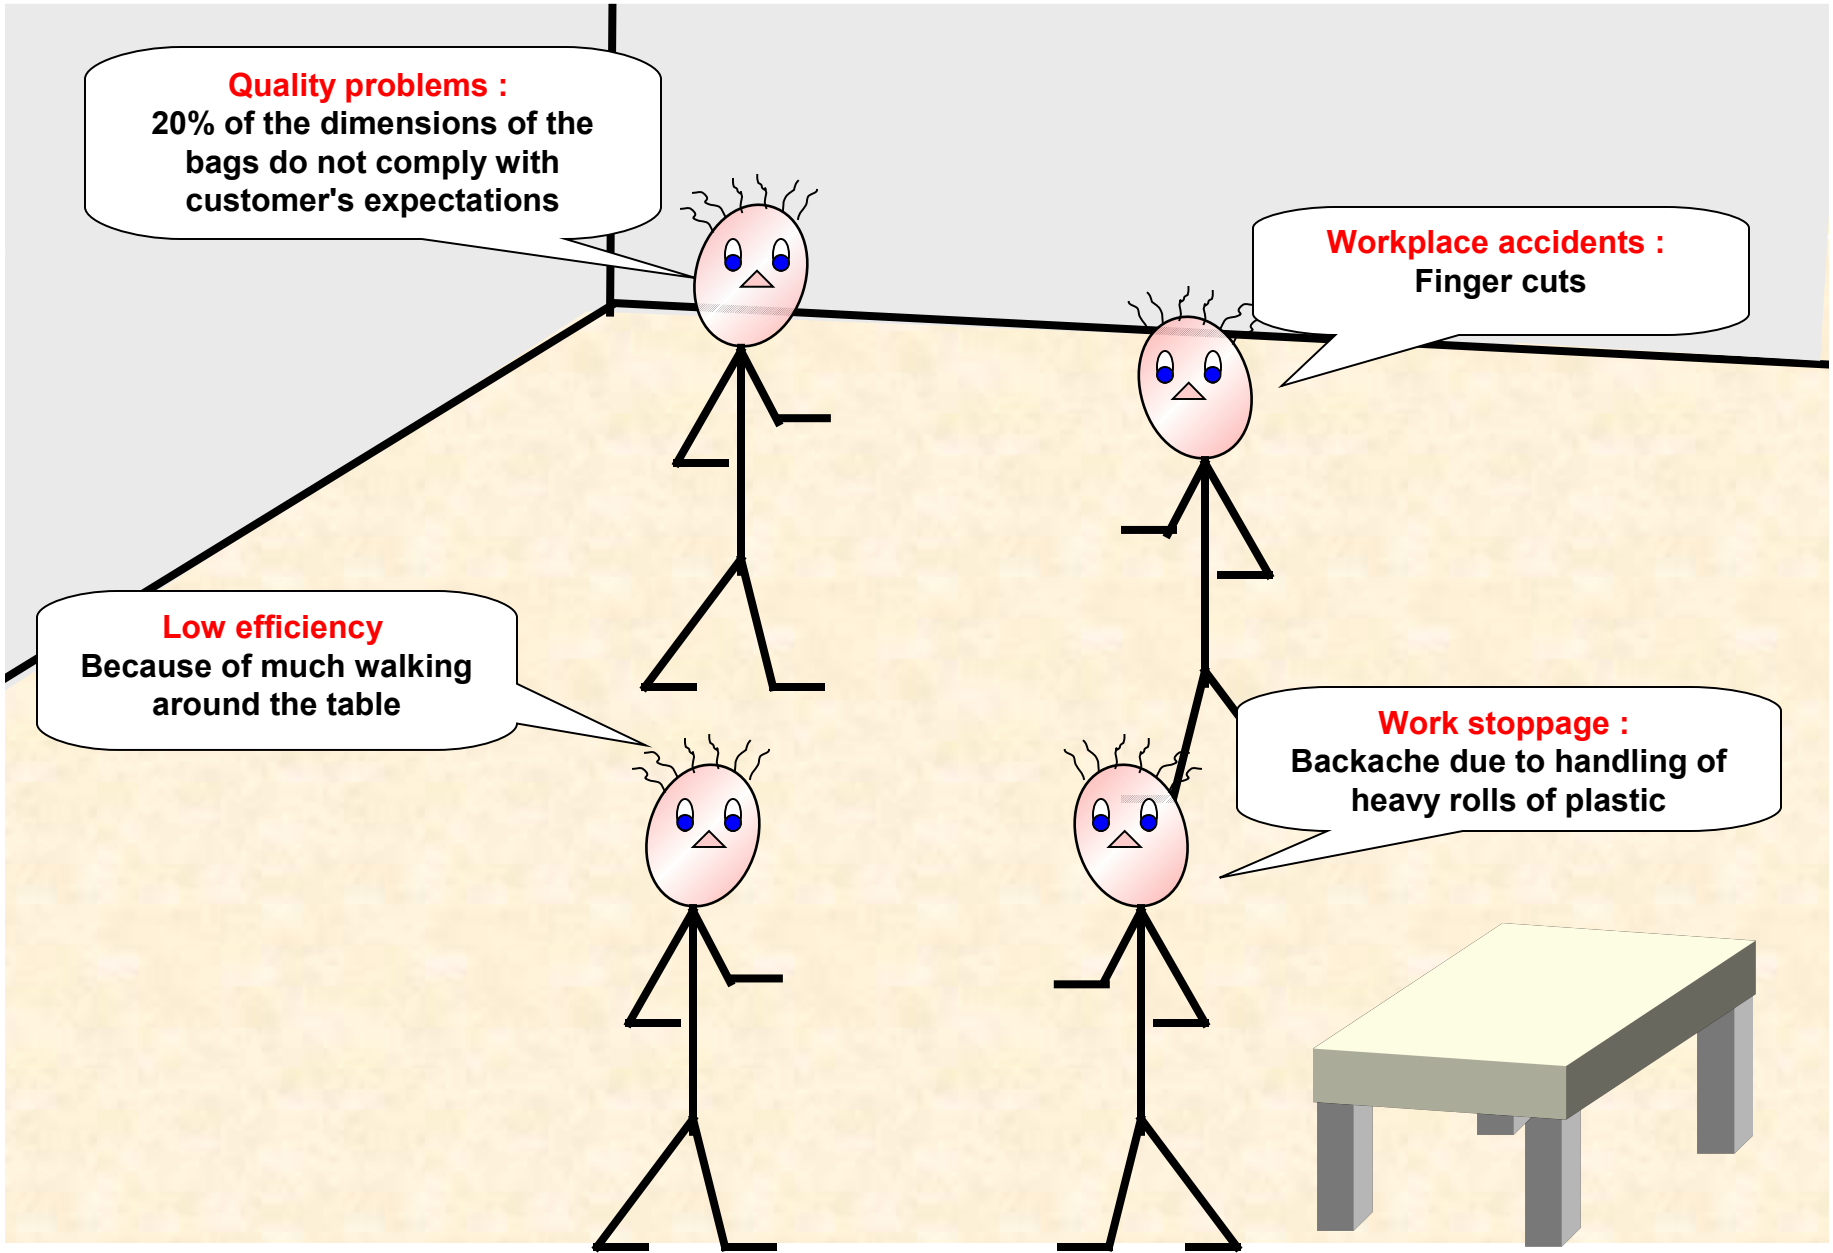 Quality problems :
20% of the dimensions of the
bags do not comply with
customer's expectations
Workplace accidents :
Finger cuts
Low efficiency
Because of much walking
around the table
Work stoppage :
Backache due to handling of
heavy rolls of plastic